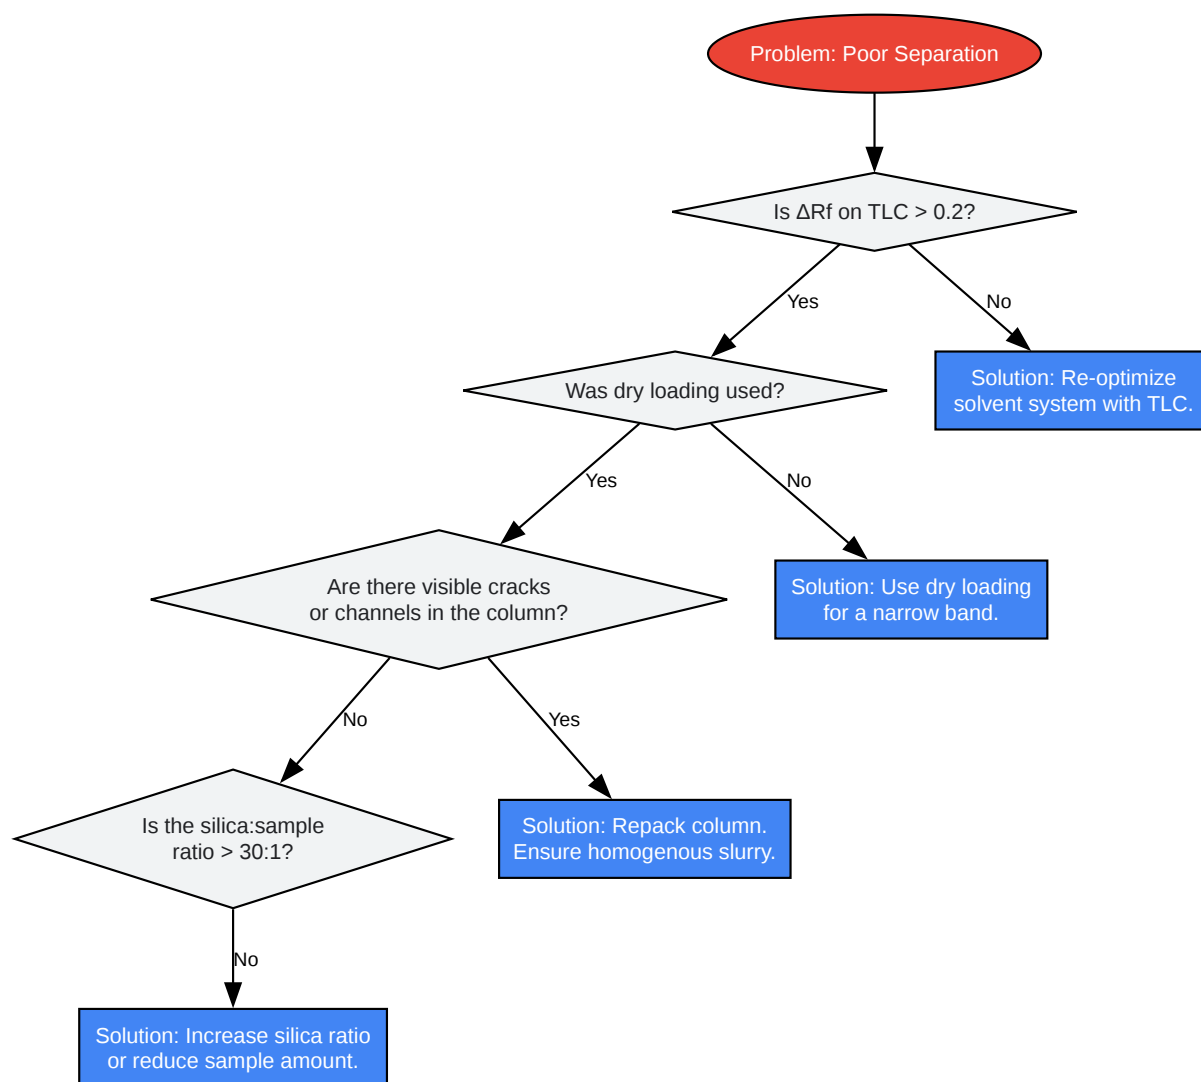 Problem: Poor Separation
Is ΔRf on TLC > 0.2?
Yes
No
Was dry loading used?
Solution: Re-optimize
solvent system with TLC.
Yes
No
Are there visible cracks
or channels in the column?
Solution: Use dry loading
for a narrow band.
No
Yes
Is the silica:sample
ratio > 30:1?
Solution: Repack column.
Ensure homogenous slurry.
No
Solution: Increase silica ratio
or reduce sample amount.